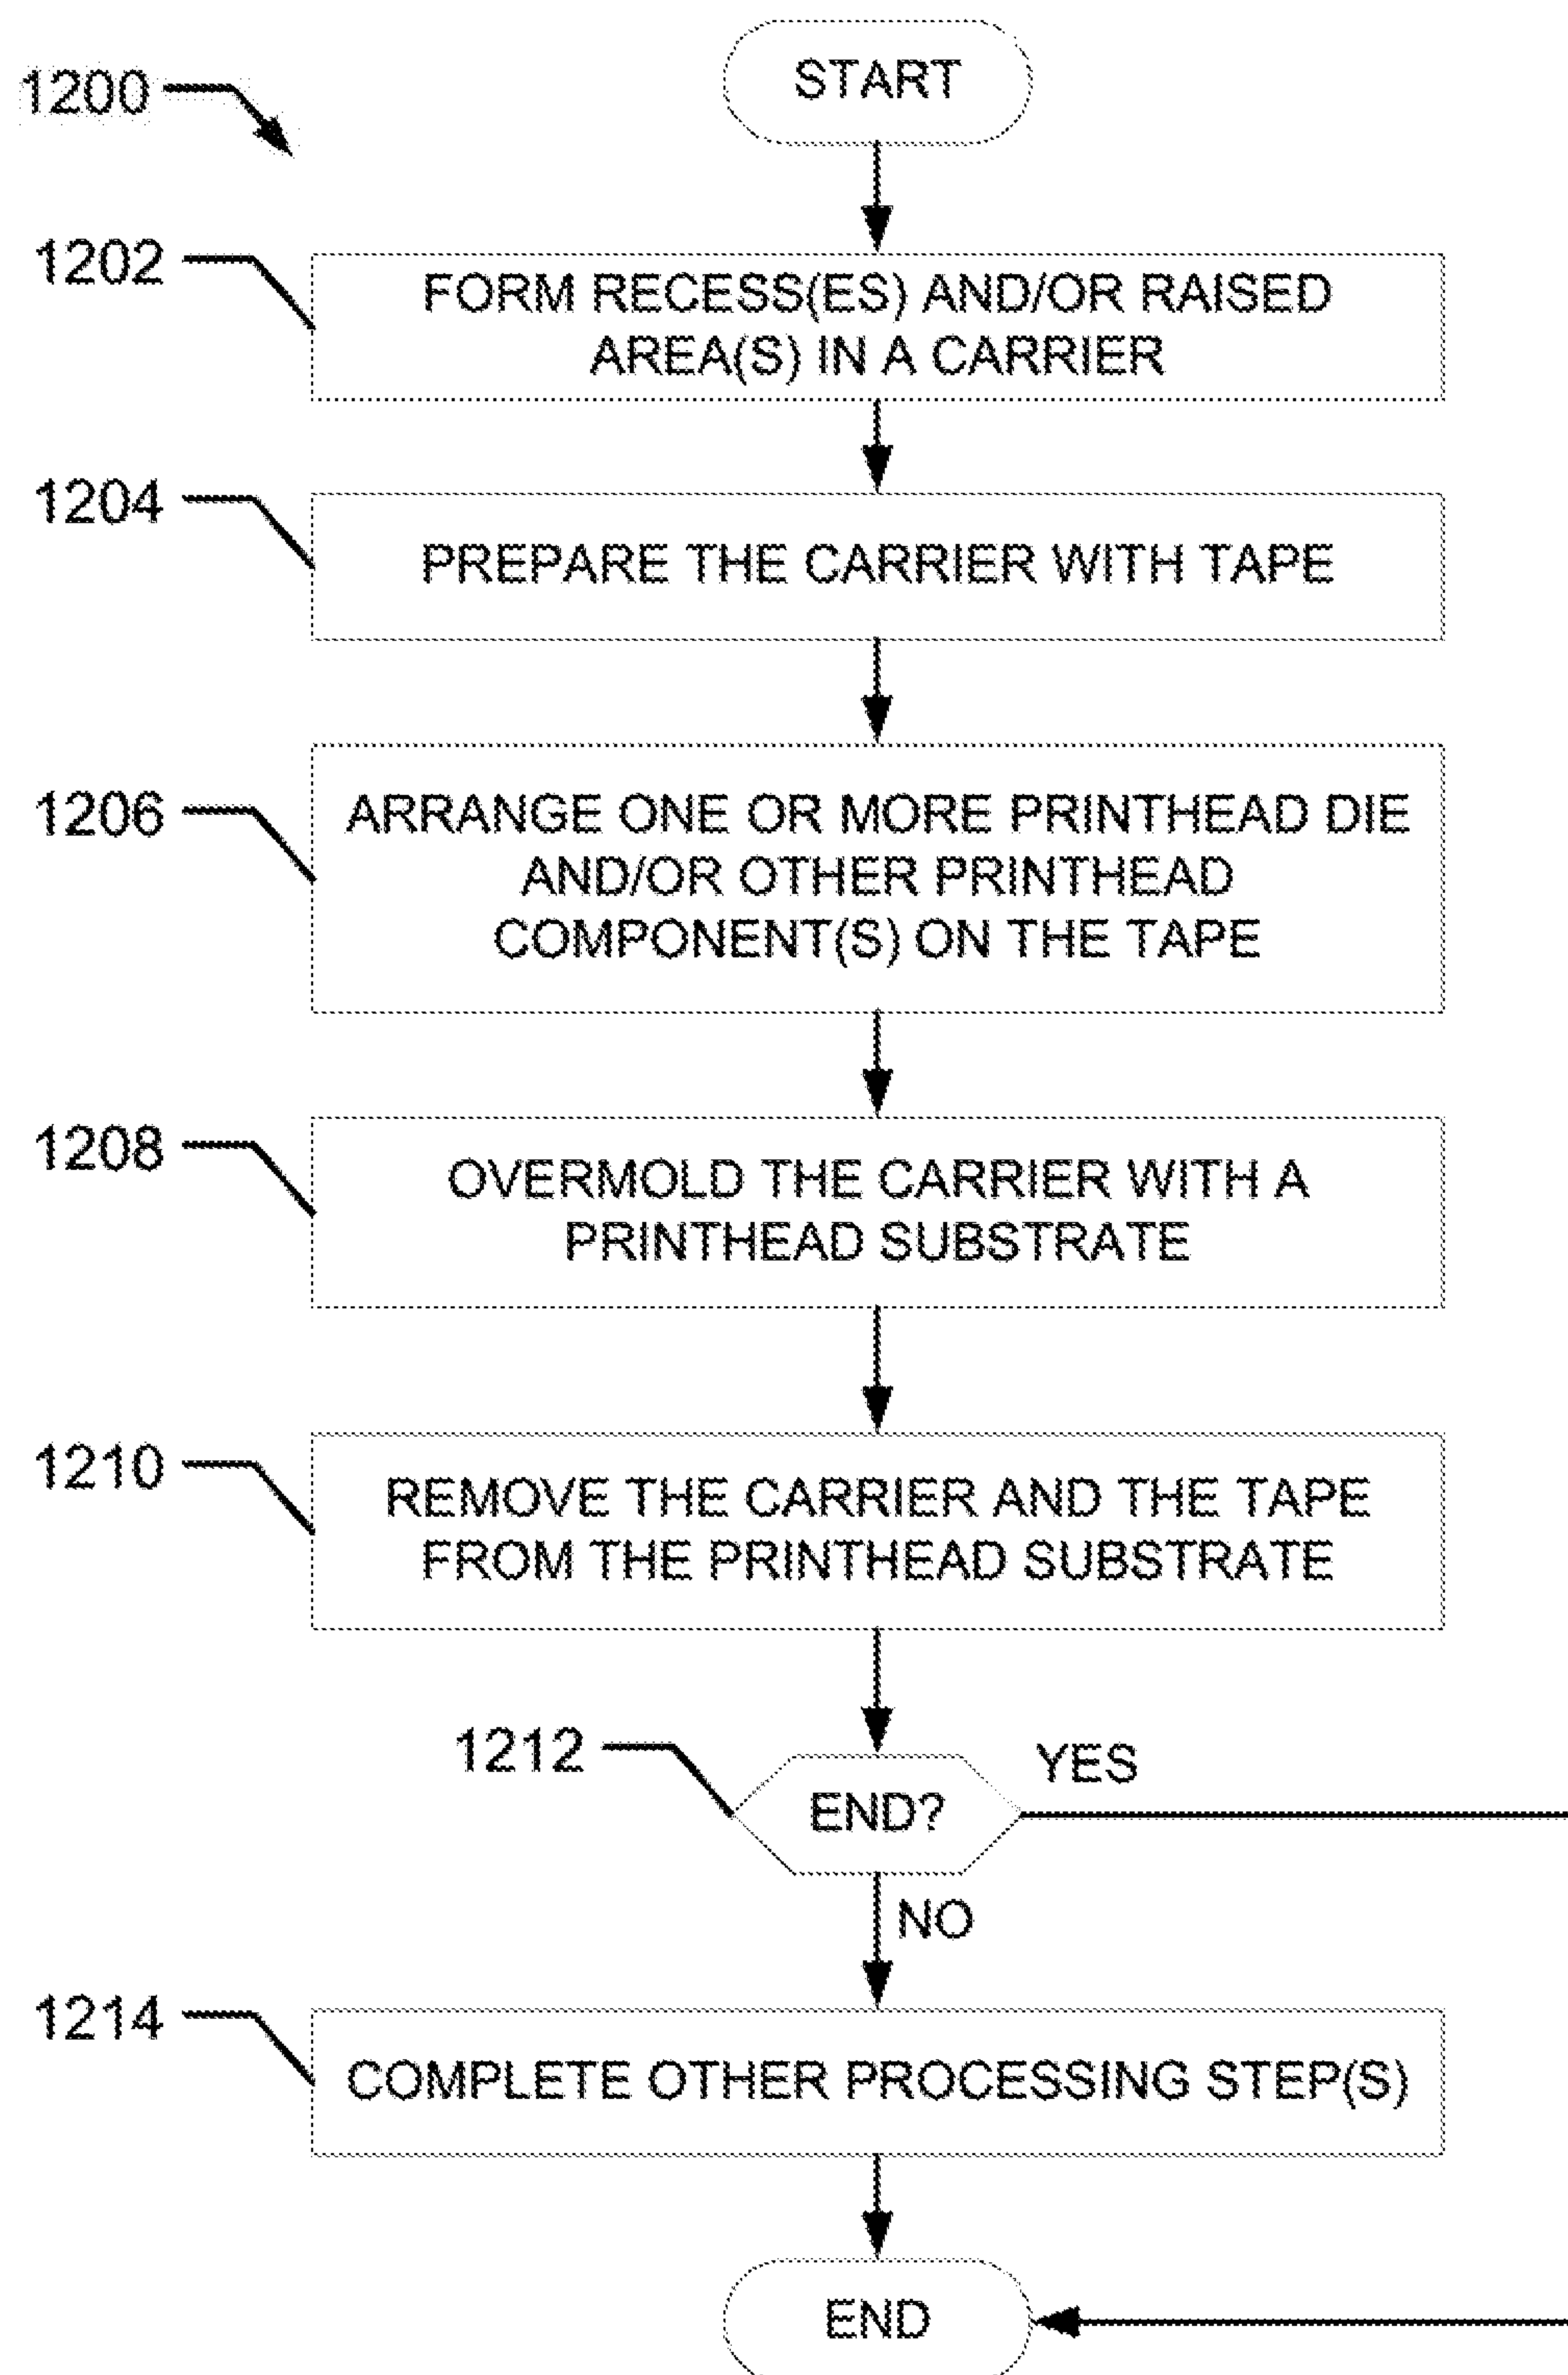 START
1200
1202
FORM RECESS(ES) AND/OR RAISED
AREA(S) IN A CARRIER
1204
PREPARE THE CARRIER WITH TAPE
1206
ARRANGE ONE OR MORE PRINTHEAD DIE
AND/OR OTHER PRINTHEAD
COMPONENT(S) ON THE TAPE
1208
OVERMOLD THE CARRIER WITH A
PRINTHEAD SUBSTRATE
1210
REMOVE THE CARRIER AND THE TAPE
FROM THE PRINTHEAD SUBSTRATE
1212
END?
YES
NO
1214
COMPLETE OTHER PROCESSING STEP(S)
END